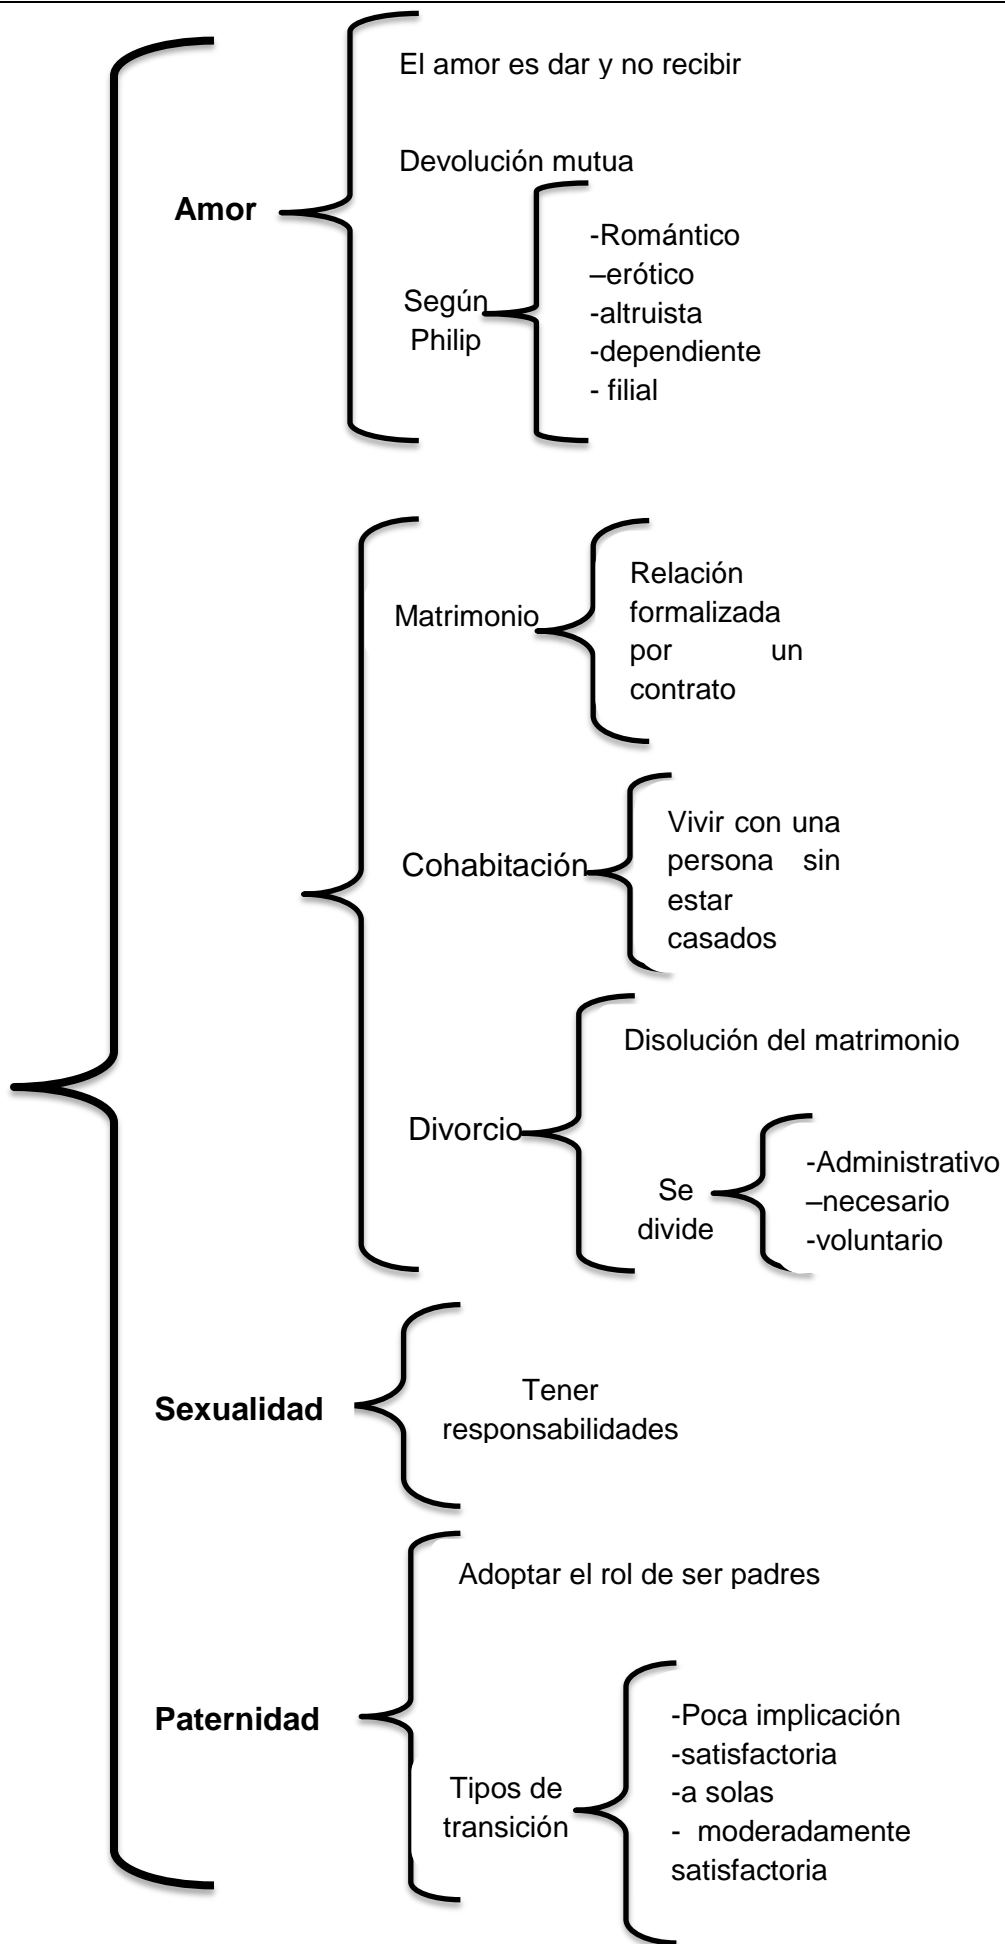 El amor es dar y no recibir
Devolución mutua
Amor
Según
Philip
-Romántico
–erótico
-altruista
-dependiente
- filial
Matrimonio
Relación
formalizada
por un
contrato
Cohabitación
Vivir con una
persona sin
estar
casados
Divorcio
Disolución del matrimonio
Se
divide
-Administrativo
–necesario
-voluntario
Sexualidad
Tener
responsabilidades
Paternidad
Adoptar el rol de ser padres
Tipos de
transición
-Poca implicación
-satisfactoria
-a solas
- moderadamente
satisfactoria